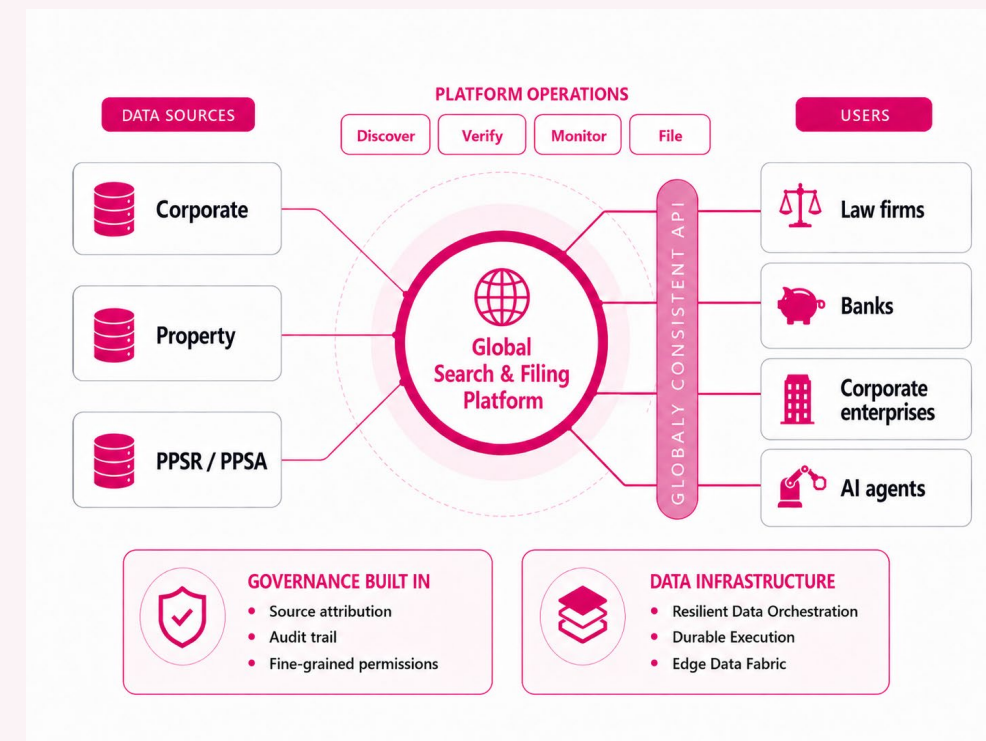 PLATFORM OPERATIONS
DATA SOURCES
USERS
Discover
Verify
Monitor
File
Corporate
Property
PPSR / PPSA
Global
Search & Filing
Platform
GLOBALY CONSISTENT API
Law firms
Banks
Corporate
enterprises
AI agents
GOVERNANCE BUILT IN
• Source attribution
• Audit trail
• Fine-grained permissions
DATA INFRASTRUCTURE
• Resilient Data Orchestration
• Durable Execution
• Edge Data Fabric